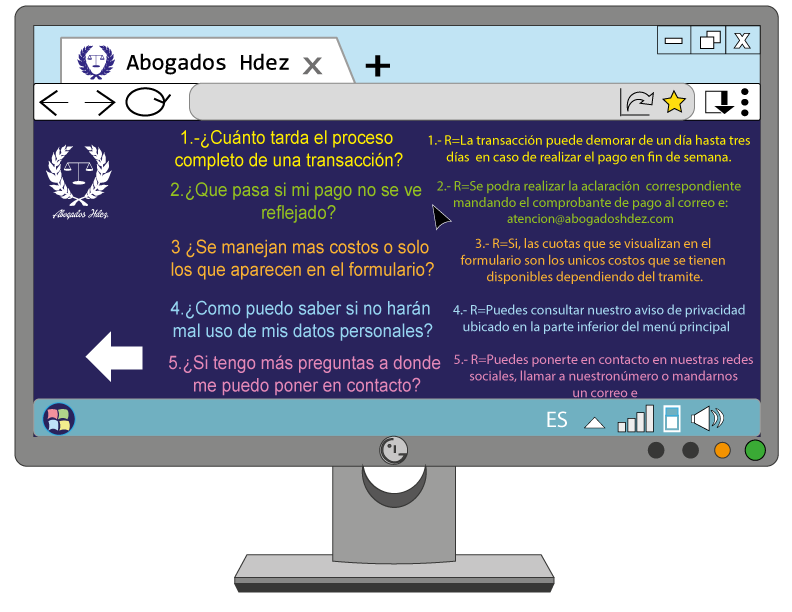 Abogados Hdez X
Abogados Hdez.
1.-¿Cuánto tarda el proceso
completo de una transacción?
1.- R=La transacción puede demorar de un día hasta tres
días en caso de realizar el pago en fin de semana.
2.¿Que pasa si mi pago no se ve
reflejado?
2.- R=Se podra realizar la aclaración correspondiente
mandando el comprobante de pago al correo e:
atencion@abogadoshdez.com
3 ¿Se manejan mas costos o solo
los que aparecen en el formulario?
3.- R=Si, las cuotas que se visualizan en el
formulario son los unicos costos que se tienen
disponibles dependiendo del tramite.
4.¿Como puedo saber si no harán
mal uso de mis datos personales?
4.- R=Puedes consultar nuestro aviso de privacidad
ubicado en la parte inferior del menú principal
5.¿Si tengo más preguntas a donde
me puedo poner en contacto?
5.- R=Puedes ponerte en contacto en nuestras redes
sociales, llamar a nuestronúmero o mandarnos
un correo e
ES